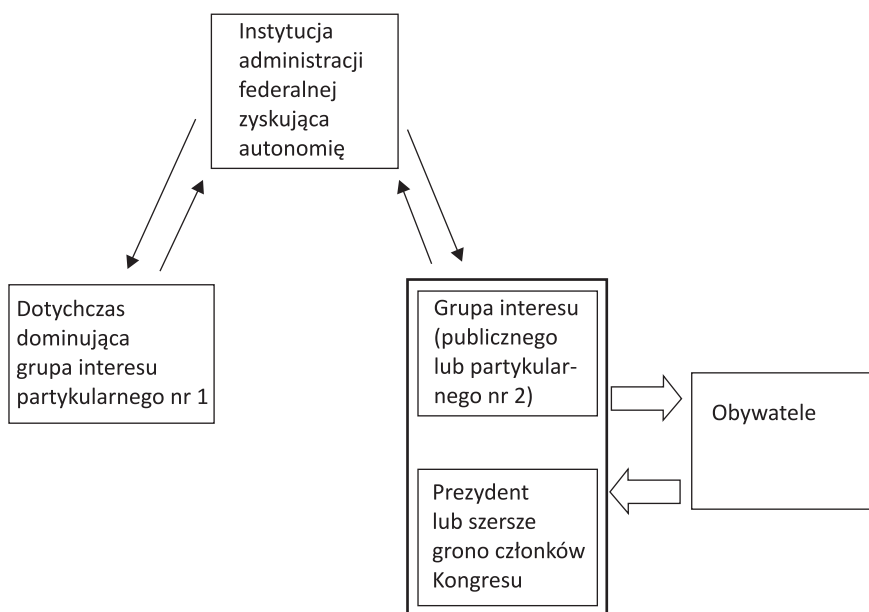 Instytucja
administracji
federalnej
zyskująca
autonomię
Dotychczas
dominująca
grupa interesu
partykularnego nr 1
Grupa interesu
(publicznego
lub partykular-
nego nr 2)
Obywatele
Prezydent
lub szersze
grono członków
Kongresu